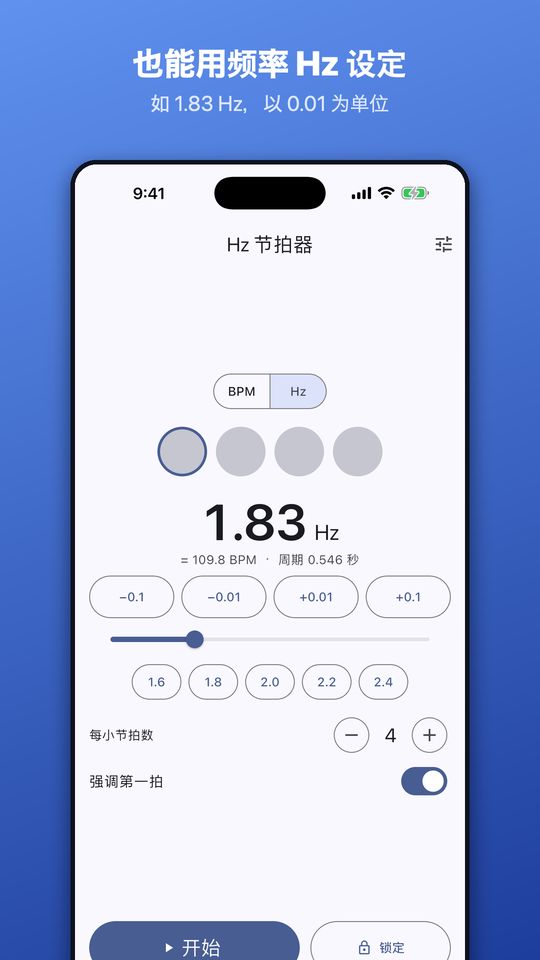 也能用频率 Hz 设定
如 1.83 Hz，以 0.01 为单位
9:41
Hz 节拍器
BPM Hz
1.83 Hz
= 109.8 BPM · 周期 0.546 秒
−0.1 −0.01 +0.01 +0.1
1.6 1.8 2.0 2.2 2.4
每小节拍数 − 4 +
强调第一拍
开始 锁定